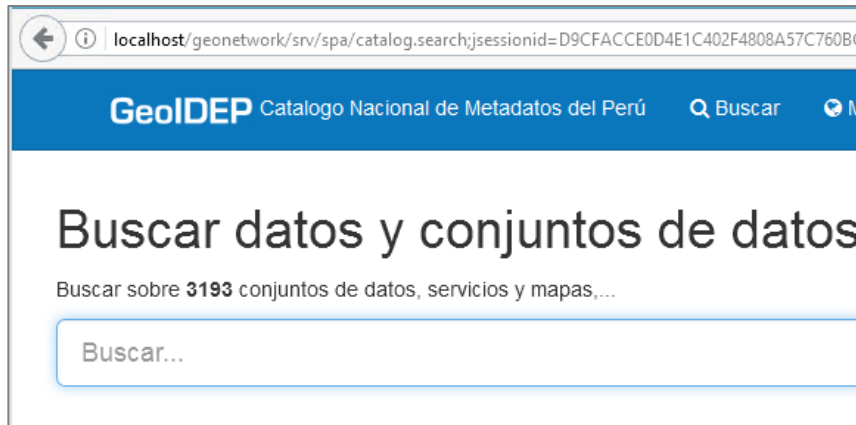 localhost/geonetwork/srv/spa/catalog.search;jsessionid=D9CFACCE0D4E1C402F4808A57C760B
GeoIDEP Catalogo Nacional de Metadatos del Perú Buscar
Buscar datos y conjuntos de datos
Buscar sobre 3193 conjuntos de datos, servicios y mapas,...
Buscar...